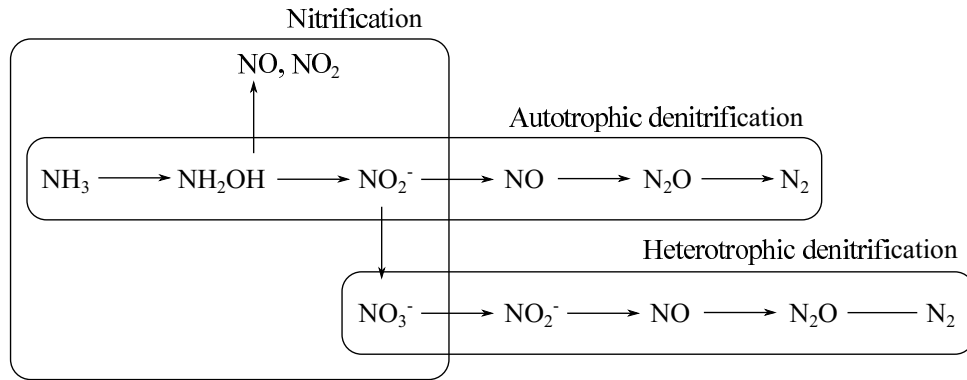 Nitrification
NO, NO₂
Autotrophic denitrification
NH₃ NH₂OH NO₂⁻ NO N₂O N₂
Heterotrophic denitrification
NO₃⁻ NO₂⁻ NO N₂O N₂